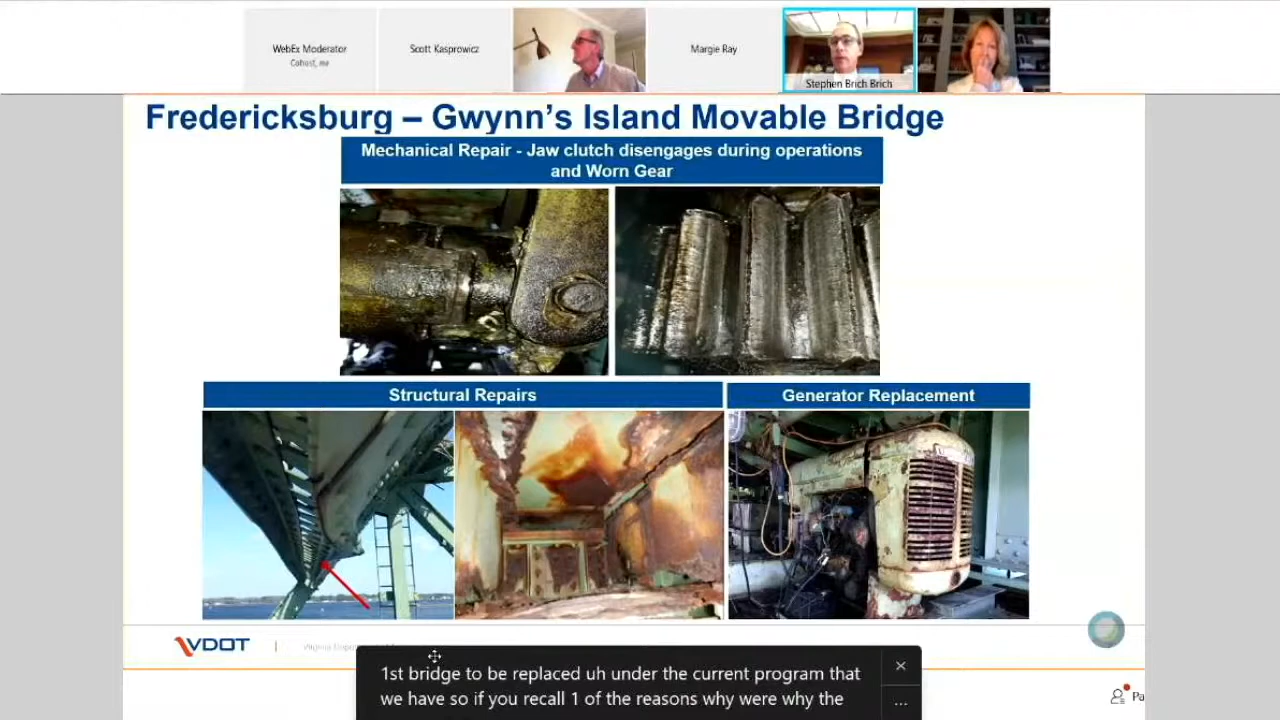 WebEx Moderator
Cohost, me
Scott Kasprowicz
Margie Ray
Stephen Brich Brich
Fredericksburg – Gwynn's Island Movable Bridge
Mechanical Repair - Jaw clutch disengages during operations
and Worn Gear
Structural Repairs
Generator Replacement
VDOT
1st bridge to be replaced uh under the current program that
we have so if you recall 1 of the reasons why were why the
Pa